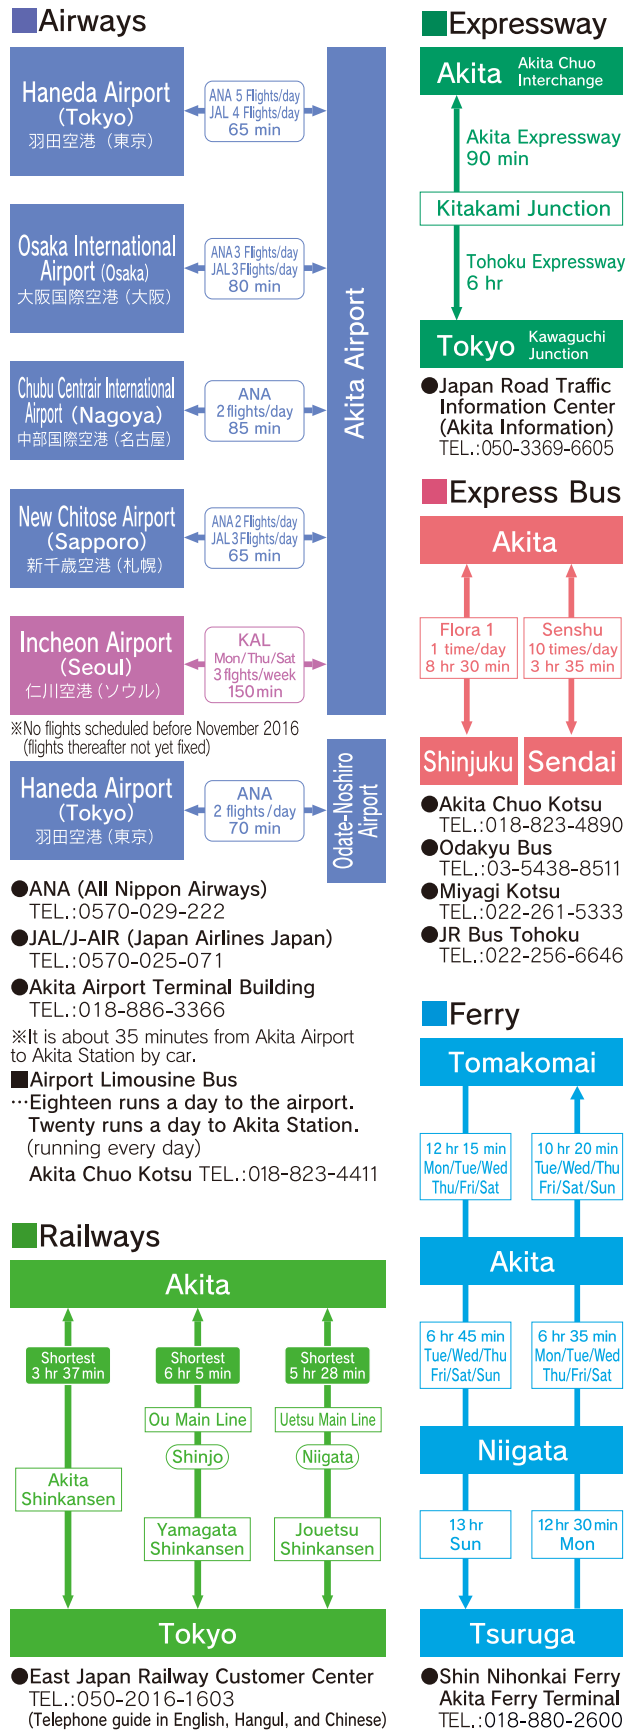 Airways
Haneda Airport
(Tokyo)
羽田空港（東京）
ANA 5 Flights/day
JAL 4 Flights/day
65 min
Osaka International
Airport (Osaka)
大阪国際空港（大阪）
ANA3 Flights/day
JAL3Flights/day
80 min
Chubu Centrair International
Airport (Nagoya)
中部国際空港（名古屋）
ANA
2flights/day
85 min
New Chitose Airport
(Sapporo)
新千歳空港（札幌）
ANA2 Flights/day
JAL3Flights/day
65 min
Incheon Airport
(Seoul)
仁川空港（ソウル）
KAL
Mon/Thu/Sat
3flghts/week
150min
Akita Airport
※No flights scheduled before November 2016
(flights thereafter not yet fixed)
Haneda Airport
(Tokyo)
羽田空港（東京）
ANA
2 flights/day
70 min
Odate-Noshiro
Airport
●ANA (All Nippon Airways)
TEL.:0570-029-222
●JAL/J-AIR (Japan Airlines Japan)
TEL.:0570-025-071
●Akita Airport Terminal Building
TEL.:018-886-3366
※It is about 35 minutes from Akita Airport
to Akita Station by car.
■Airport Limousine Bus
…Eighteen runs a day to the airport.
Twenty runs a day to Akita Station.
(running every day)
Akita Chuo Kotsu TEL.:018-823-4411
Railways
Akita
Shortest
3 hr 37min
Shortest
6 hr 5 min
Shortest
5 hr 28 min
Ou Main Line
Uetsu Main Line
Shinjo
Niigata
Akita
Shinkansen
Yamagata
Shinkansen
Jouetsu
Shinkansen
Tokyo
●East Japan Railway Customer Center
TEL.:050-2016-1603
(Telephone guide in English, Hangul, and Chinese)
Expressway
Akita Akita Chuo
Interchange
Akita Expressway
90 min
Kitakami Junction
Tohoku Expressway
6 hr
Tokyo Kawaguchi
Junction
●Japan Road Traffic
Information Center
(Akita Information)
TEL.:050-3369-6605
Express Bus
Akita
Flora 1
1 time/day
8 hr 30 min
Senshu
10 times/day
3 hr 35 min
Shinjuku
Sendai
●Akita Chuo Kotsu
TEL.:018-823-4890
●Odakyu Bus
TEL.:03-5438-8511
●Miyagi Kotsu
TEL.:022-261-5333
●JR Bus Tohoku
TEL.:022-256-6646
Ferry
Tomakomai
12 hr 15 min
Mon/Tue/Wed
Thu/Fri/Sat
10 hr 20 min
Tue/Wed/Thu
Fri/Sat/Sun
Akita
6 hr 45 min
Tue/Wed/Thu
Fri/Sat/Sun
6 hr 35 min
Mon/Tue/Wed
Thu/Fri/Sat
Niigata
13 hr
Sun
12 hr 30 min
Mon
Tsuruga
●Shin Nihonkai Ferry
Akita Ferry Terminal
TEL.:018-880-2600